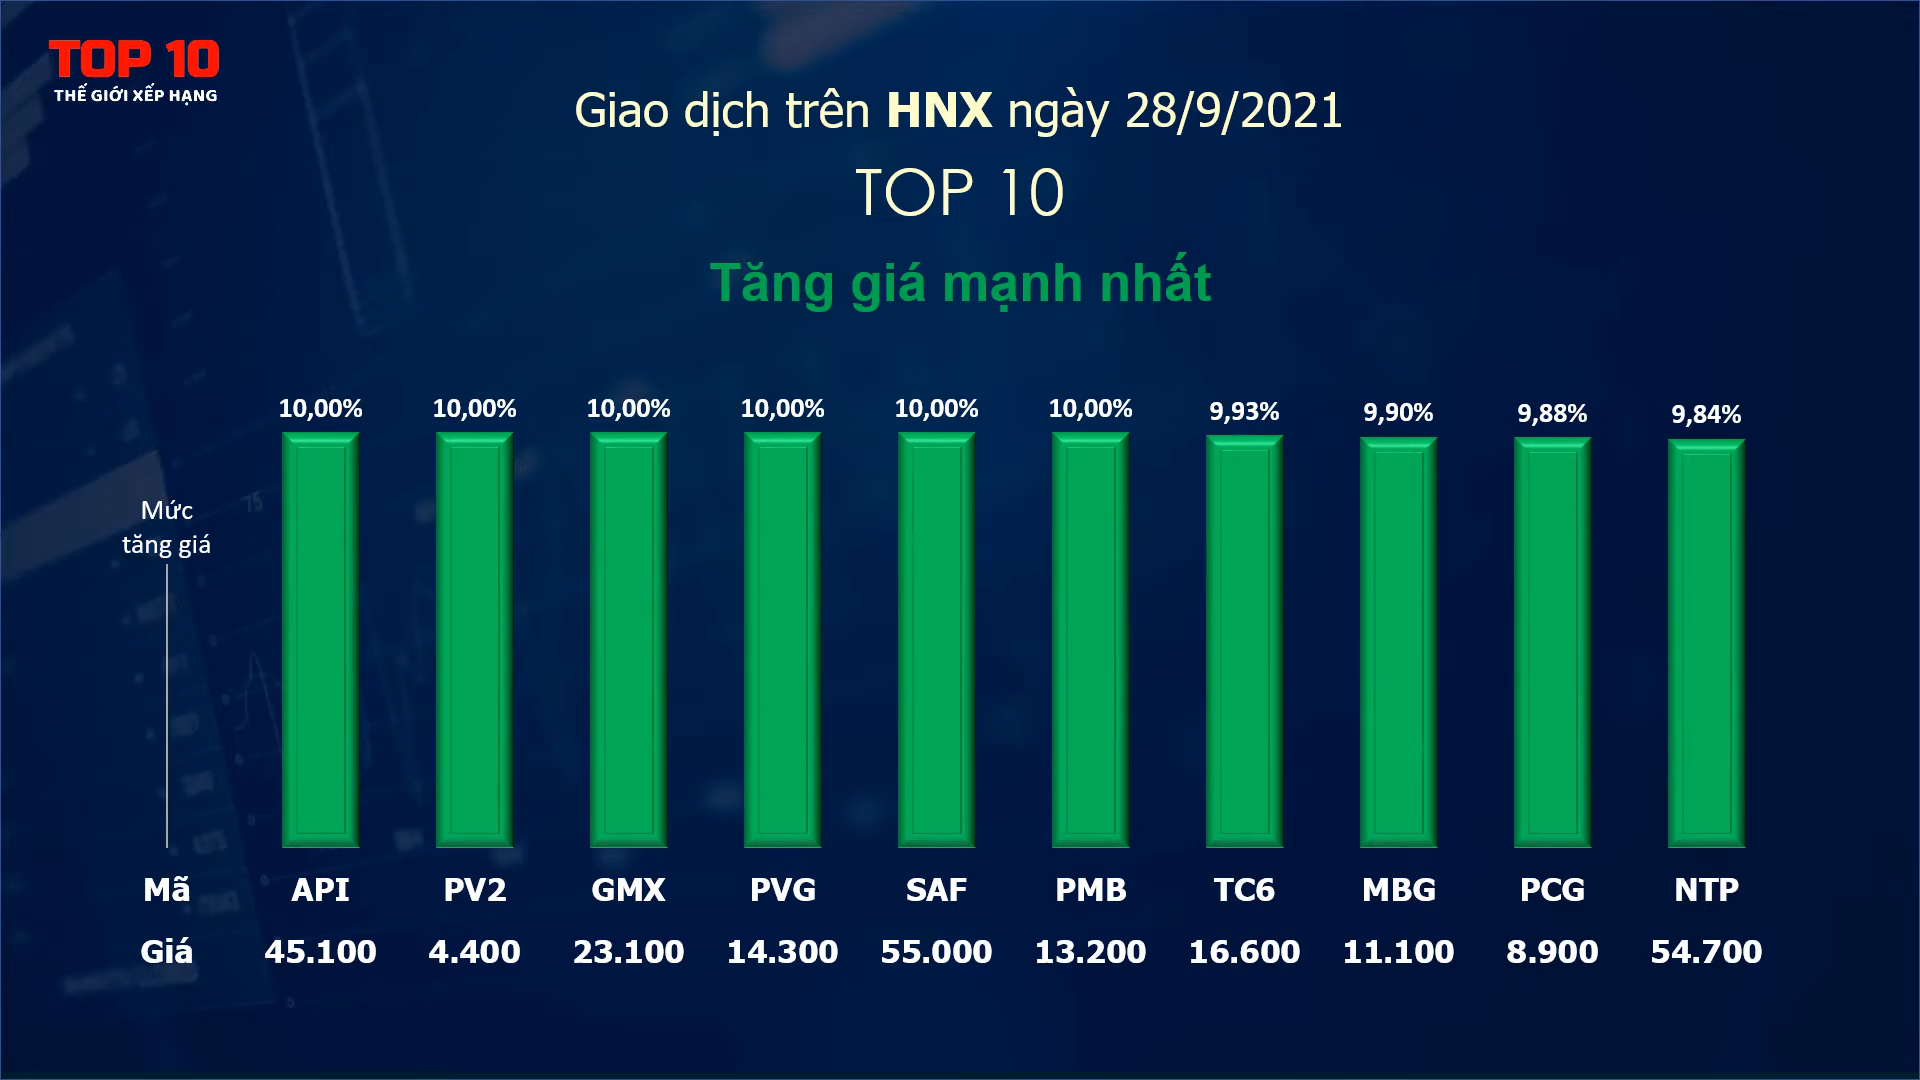 TOP 10
THẾ GIỚI XẾP HẠNG
Giao dịch trên HNX ngày 28/9/2021
TOP 10
Tăng giá mạnh nhất
10,00% 10,00% 10,00% 10,00% 10,00% 10,00% 9,93% 9,90% 9,88% 9,84%
Mức
tăng giá
Mã API PV2 GMX PVG SAF PMB TC6 MBG PCG NTP
Giá 45.100 4.400 23.100 14.300 55.000 13.200 16.600 11.100 8.900 54.700